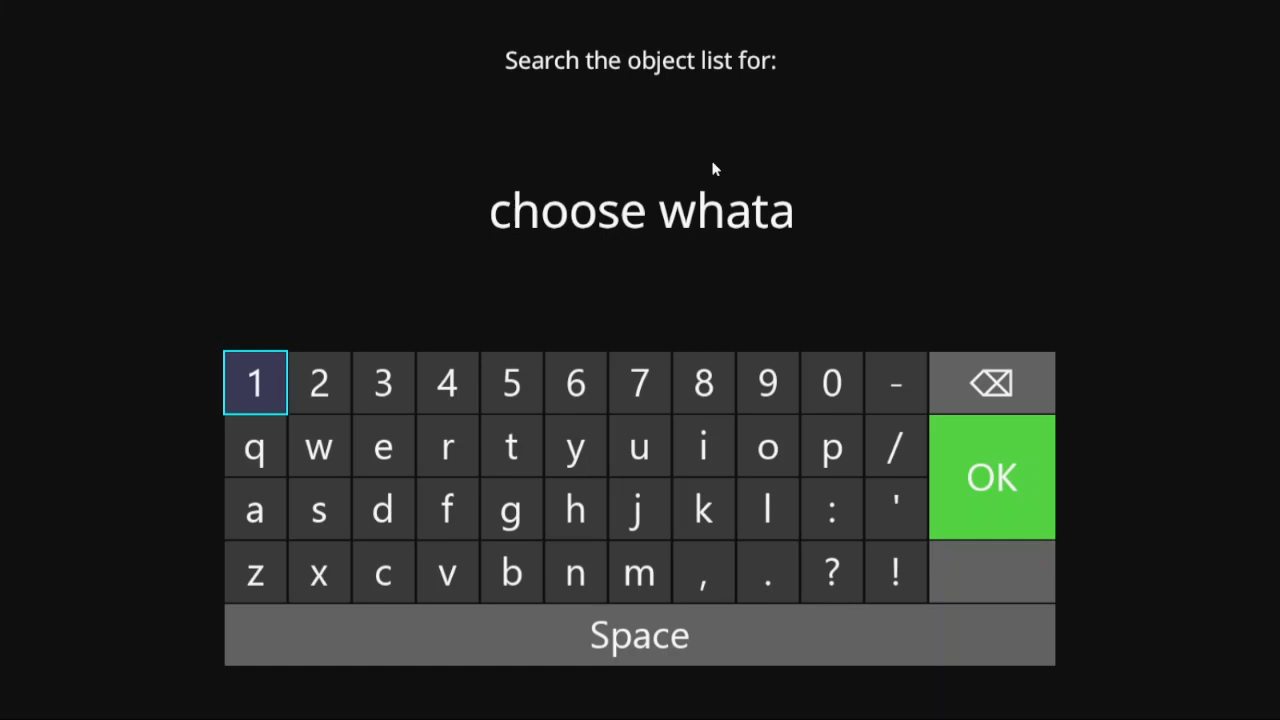 Search the object list for:
choose whata
1 2 3 4 5 6 7 8 9 0 - ⌫
q w e r t y u i o p /
OK
a s d f g h j k l : '
z x c v b n m , . ? !
Space